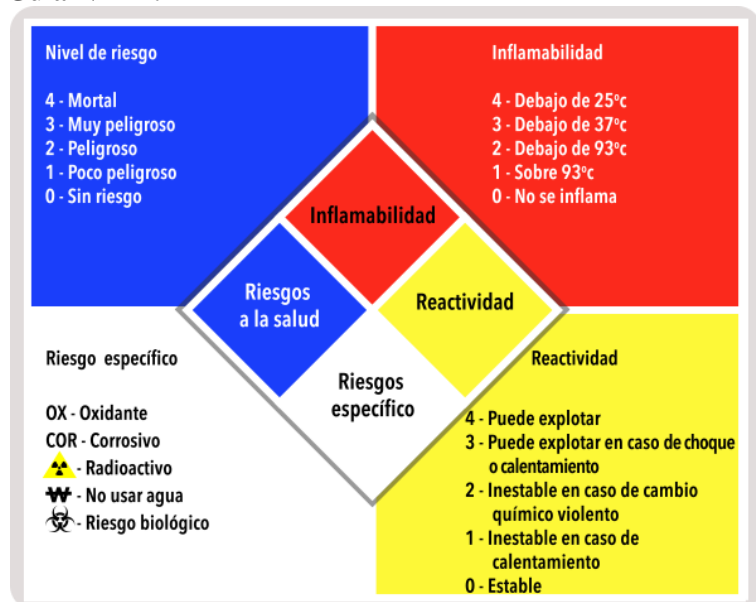 Nivel de riesgo
4 - Mortal
3 - Muy peligroso
2 - Peligroso
1 - Poco peligroso
0 - Sin riesgo
Inflamabilidad
4 - Debajo de 25ºc
3 - Debajo de 37ºc
2 - Debajo de 93ºc
1 - Sobre 93ºc
0 - No se inflama
Inflamabilidad
Riesgos
a la salud
Reactividad
Riesgos
específico
Riesgo específico
OX - Oxidante
COR - Corrosivo
- Radioactivo
W - No usar agua
- Riesgo biológico
Reactividad
4 - Puede explotar
3 - Puede explotar en caso de choque
o calentamiento
2 - Inestable en caso de cambio
químico violento
1 - Inestable en caso de
calentamiento
0 - Estable